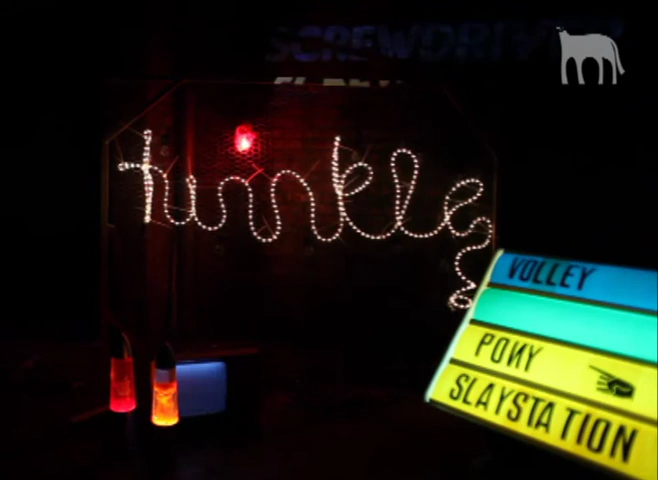 SCREWDRIVER
twinkle
VOLLEY
PONY
SLAYSTATION